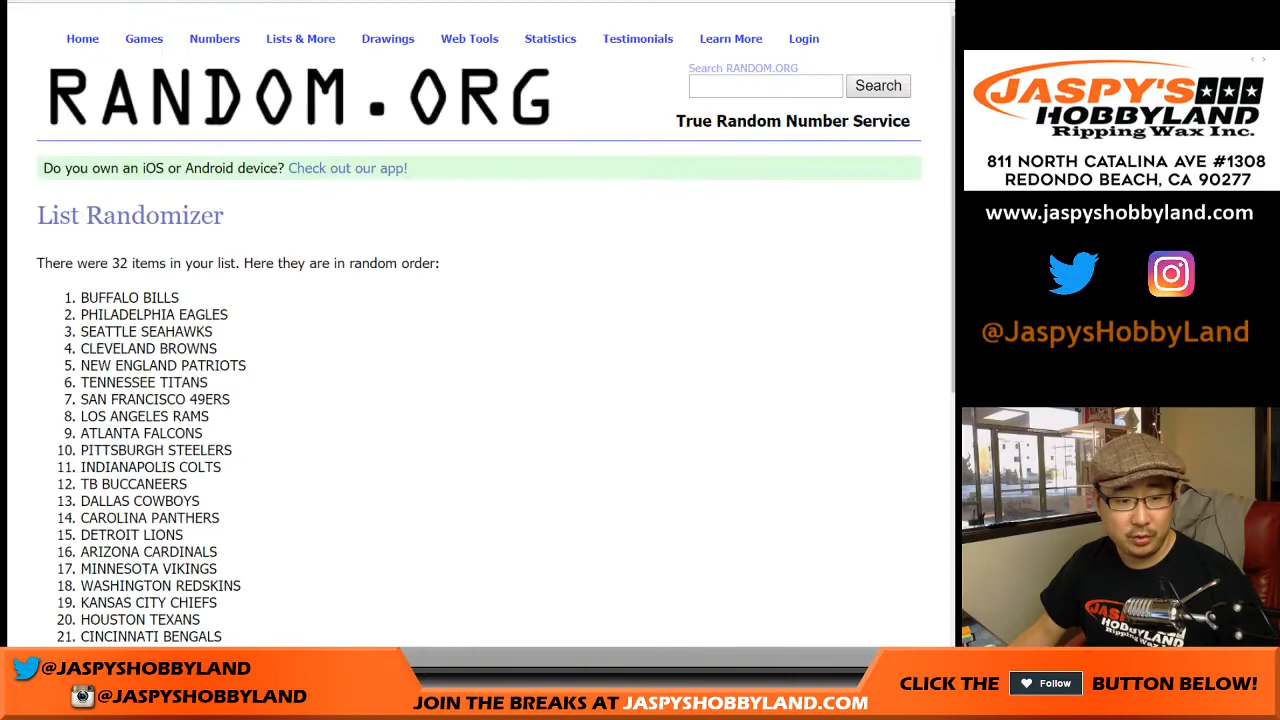 Home Games Numbers Lists & More Drawings Web Tools Statistics Testimonials Learn More Login
RANDOM.ORG
Search RANDOM.ORG
Search
True Random Number Service
Do you own an iOS or Android device? Check out our app!
List Randomizer
There were 32 items in your list. Here they are in random order:
1. BUFFALO BILLS
2. PHILADELPHIA EAGLES
3. SEATTLE SEAHAWKS
4. CLEVELAND BROWNS
5. NEW ENGLAND PATRIOTS
6. TENNESSEE TITANS
7. SAN FRANCISCO 49ERS
8. LOS ANGELES RAMS
9. ATLANTA FALCONS
10. PITTSBURGH STEELERS
11. INDIANAPOLIS COLTS
12. TB BUCCANEERS
13. DALLAS COWBOYS
14. CAROLINA PANTHERS
15. DETROIT LIONS
16. ARIZONA CARDINALS
17. MINNESOTA VIKINGS
18. WASHINGTON REDSKINS
19. KANSAS CITY CHIEFS
20. HOUSTON TEXANS
21. CINCINNATI BENGALS
JASPY'S
HOBBYLAND
Ripping Wax Inc.
811 NORTH CATALINA AVE #1308
REDONDO BEACH, CA 90277
www.jaspyshobbyland.com
@JaspysHobbyLand
JASPY'S
HOBBYLAND
Ripping Wax Inc.
@JASPYSHOBBYLAND
@JASPYSHOBBYLAND
JOIN THE BREAKS AT JASPYSHOBBYLAND.COM
CLICK THE Follow BUTTON BELOW!